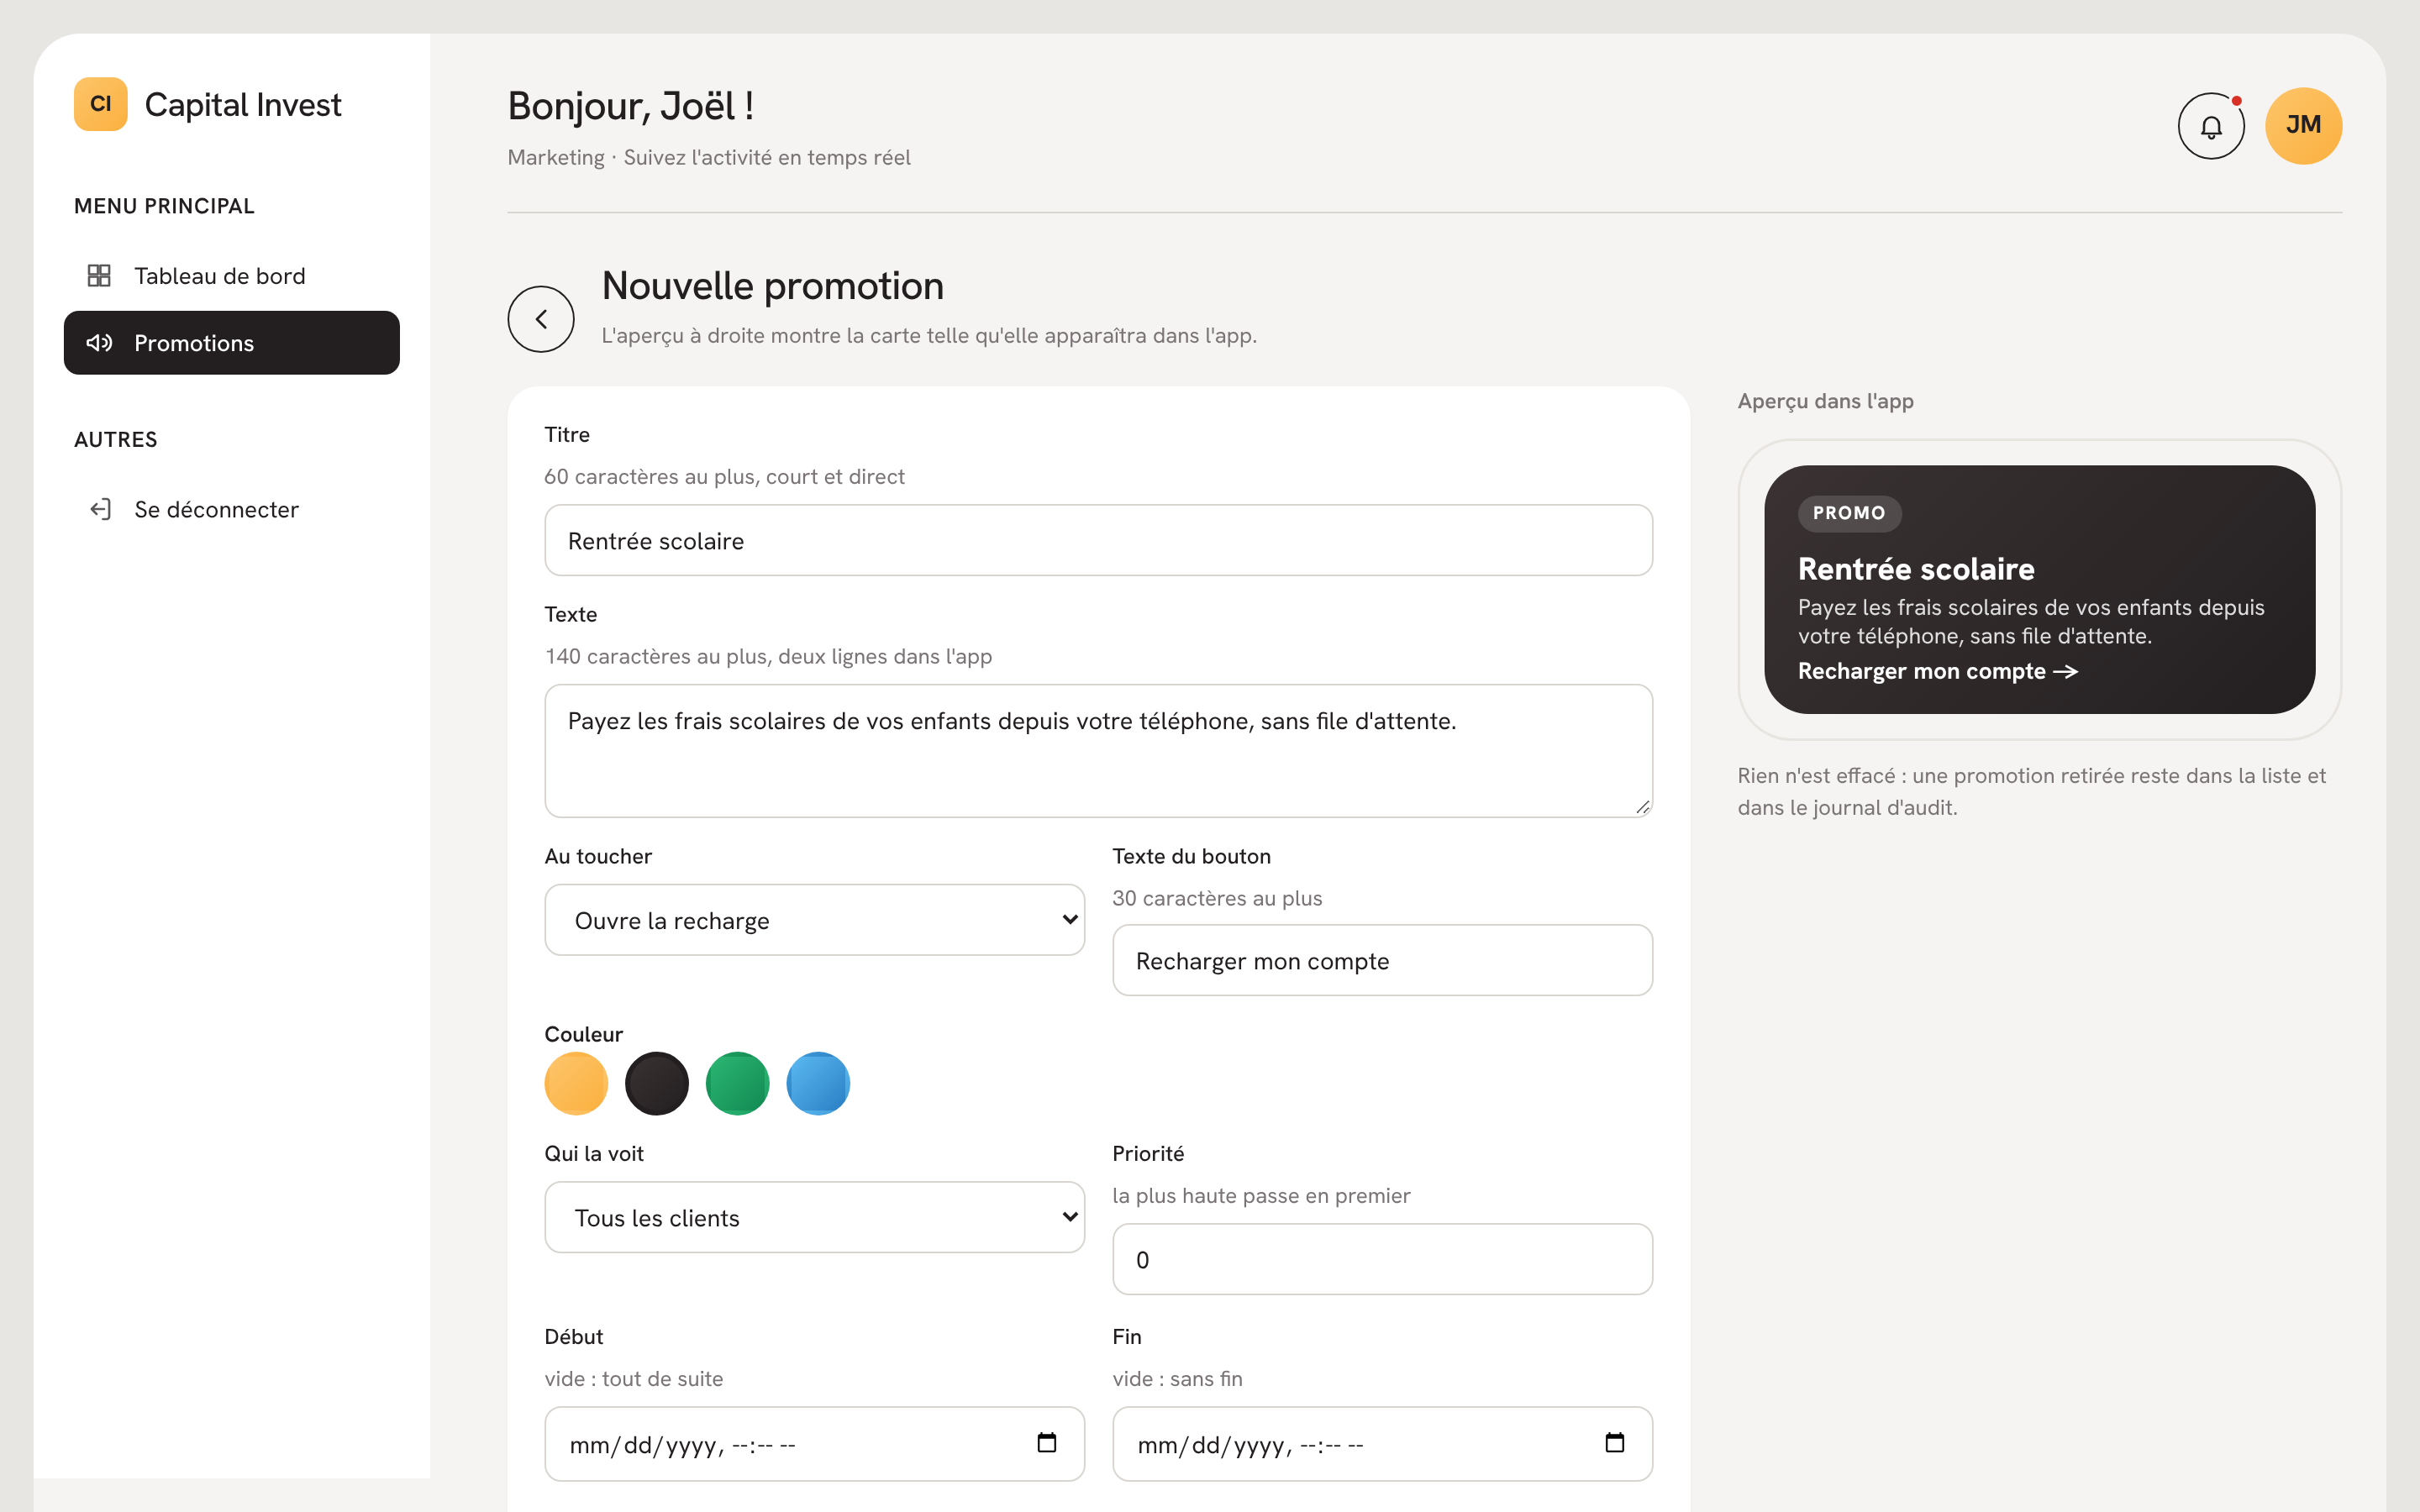 CI
Capital Invest
MENU PRINCIPAL
Tableau de bord
Promotions
AUTRES
Se déconnecter
Bonjour, Joël !
Marketing · Suivez l'activité en temps réel
JM
Nouvelle promotion
L'aperçu à droite montre la carte telle qu'elle apparaîtra dans l'app.
Titre
60 caractères au plus, court et direct
Rentrée scolaire
Texte
140 caractères au plus, deux lignes dans l'app
Payez les frais scolaires de vos enfants depuis votre téléphone, sans file d'attente.
Au toucher
Ouvre la recharge
Texte du bouton
30 caractères au plus
Recharger mon compte
Couleur
Qui la voit
Tous les clients
Priorité
la plus haute passe en premier
0
Début
vide : tout de suite
mm/dd/yyyy, --:-- --
Fin
vide : sans fin
mm/dd/yyyy, --:-- --
Aperçu dans l'app
PROMO
Rentrée scolaire
Payez les frais scolaires de vos enfants depuis
votre téléphone, sans file d'attente.
Recharger mon compte →
Rien n'est effacé : une promotion retirée reste dans la liste et
dans le journal d'audit.